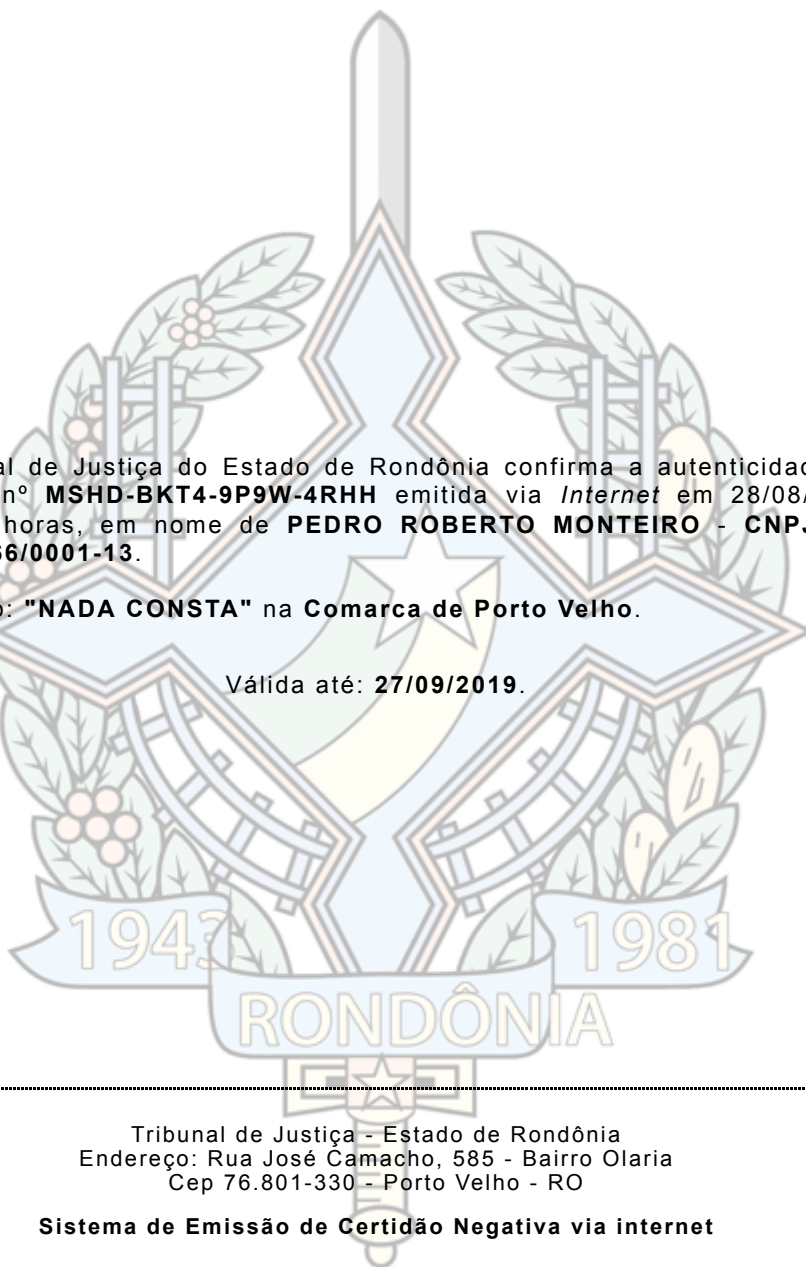 de Justiça do Estado de Rondônia confirma a
nº MSHD-BKT4-9P9W-4RHH emitida via Internet em 28/08/
horas, em nome de PEDRO ROBERTO MONTEIRO -
6/0001-13.
"NADA CONSTA" na Comarca de Porto Velho.
Válida até: 27/09/2019.
1943
1981
RONDÔNIA
Tribunal de Justiça - Estado de Rondônia
Endereço: Rua José Camacho, 585 - Bairro Olaria
Cep 76.801-330 - Porto Velho - RO
Sistema de Emissão de Certidão Negativa via internet